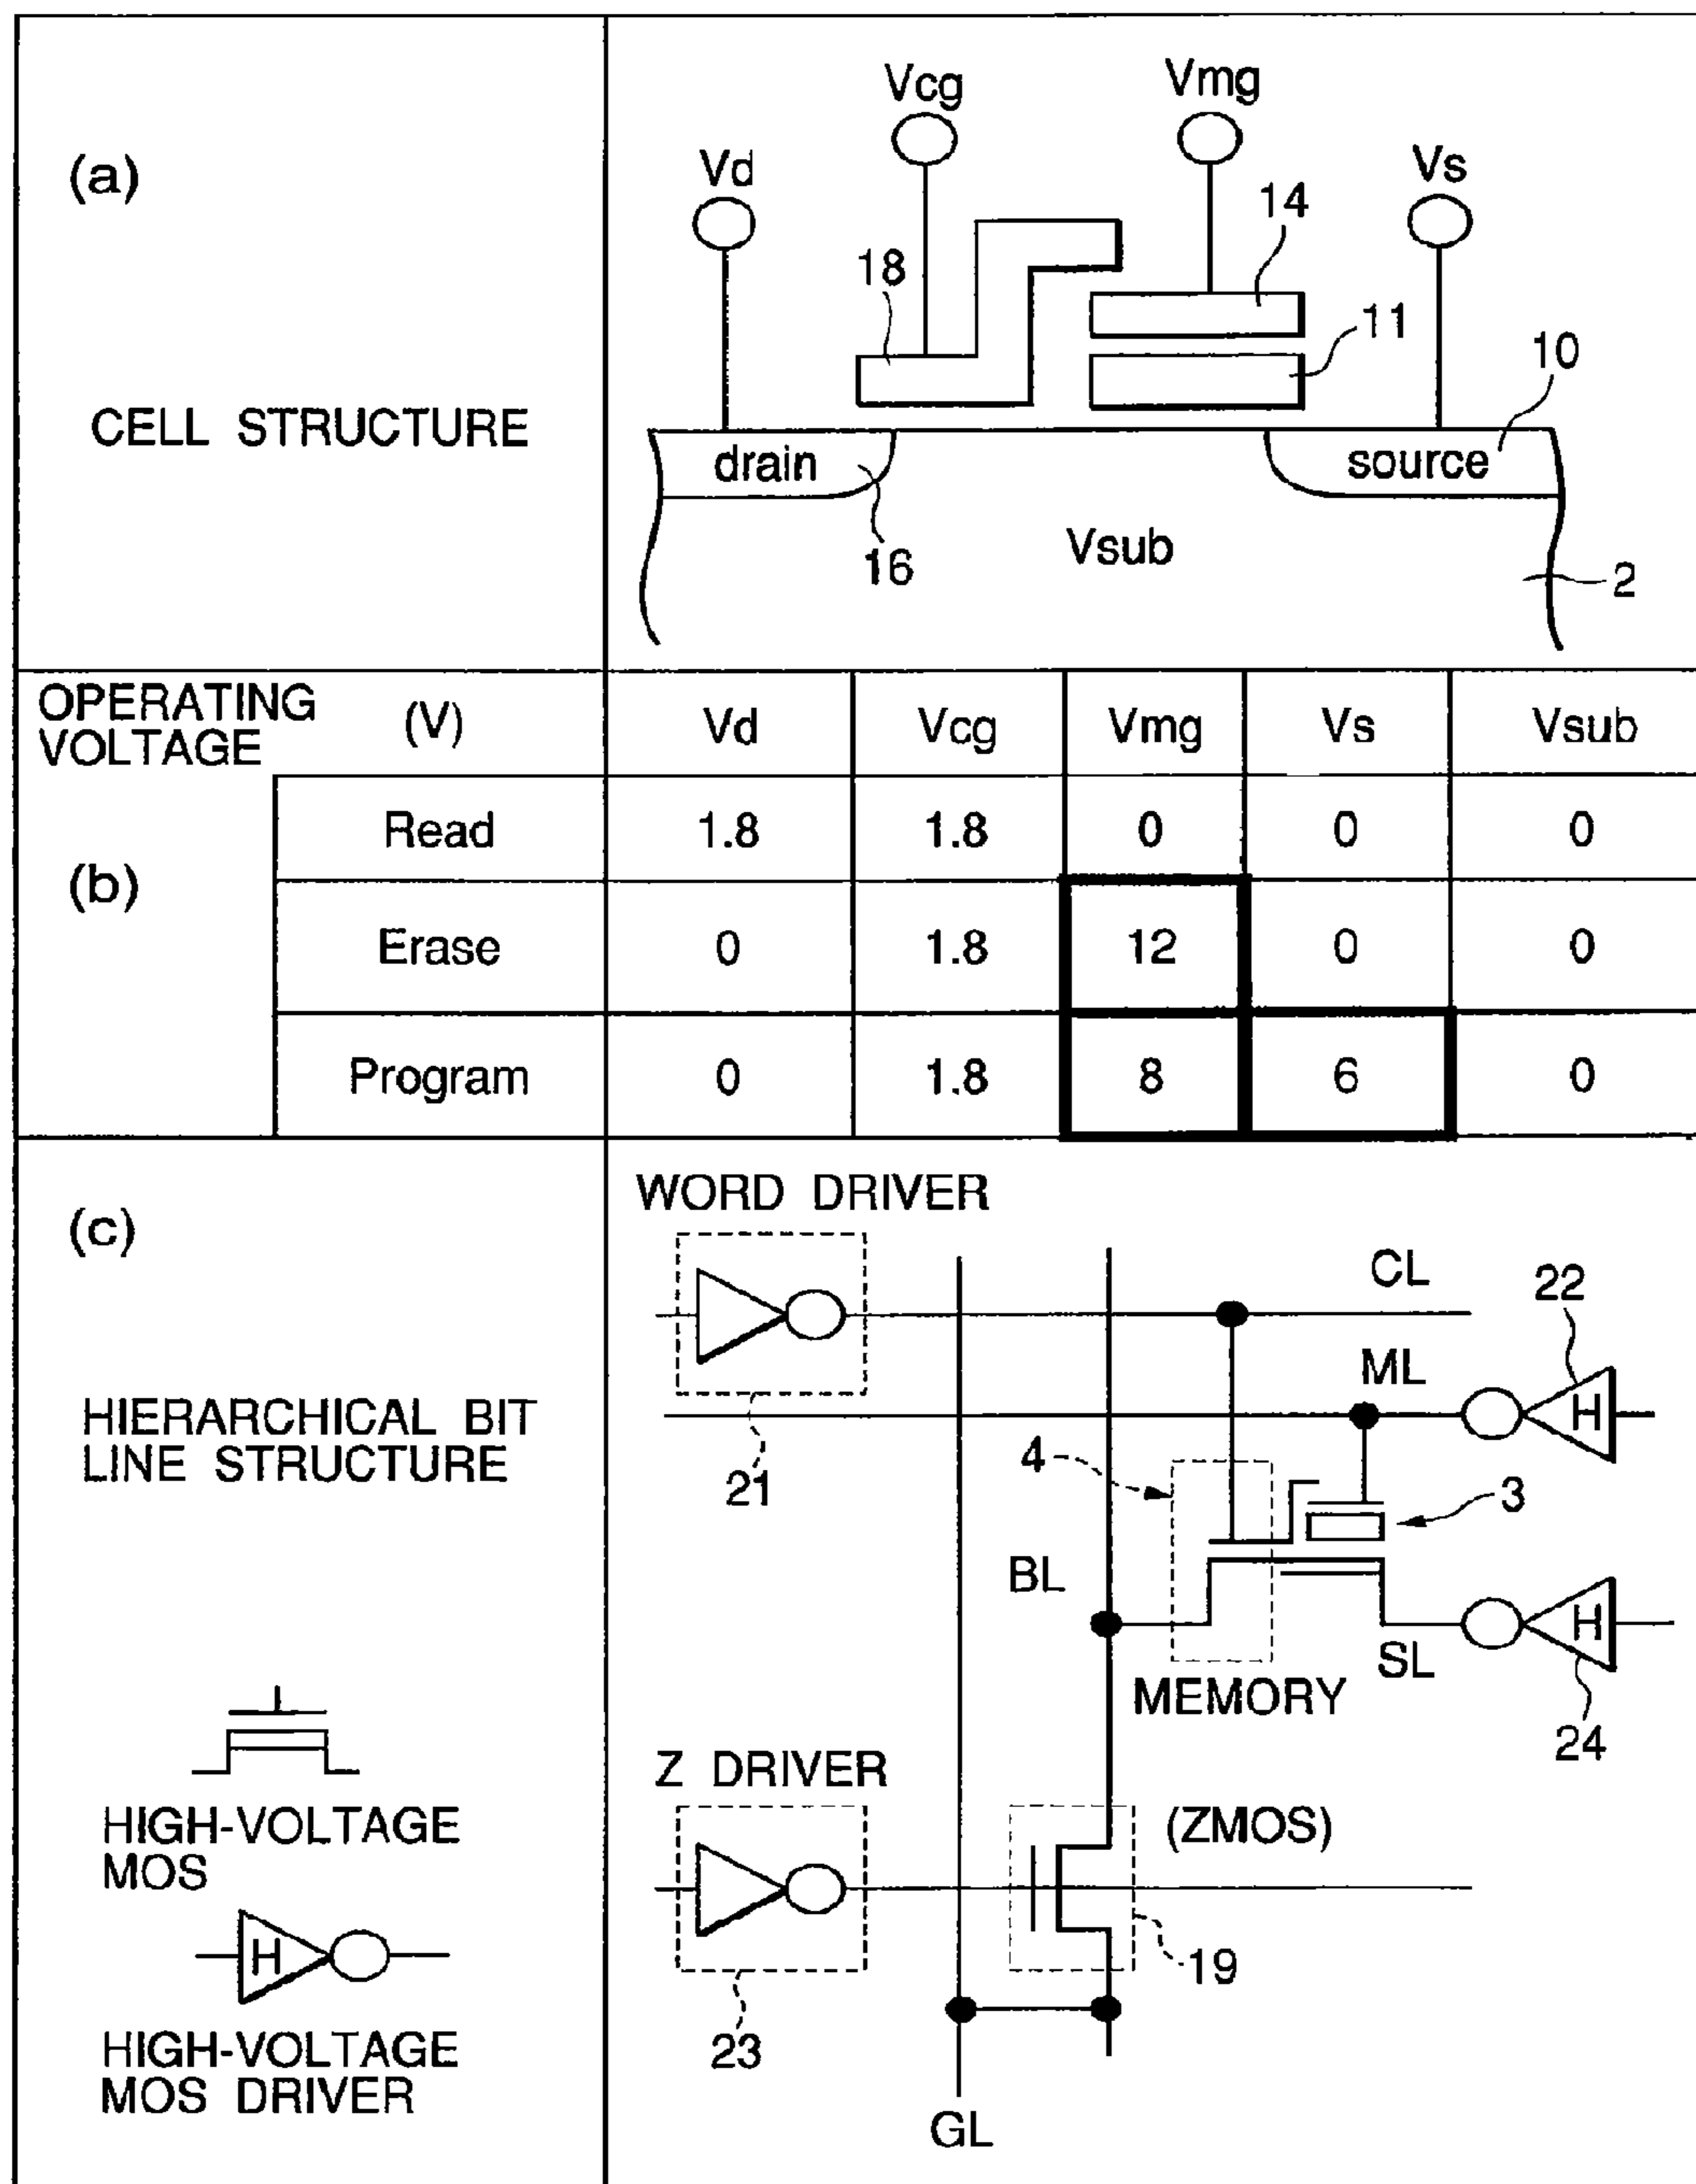 (a)
CELL STRUCTURE
Vcg
Vmg
Vd
Vs
14
18
11
10
drain
source
16
Vsub
2
OPERATING VOLTAGE (V) Vd Vcg Vmg Vs Vsub
(b)
Read 1.8 1.8 0 0 0
Erase 0 1.8 12 0 0
Program 0 1.8 8 6 0
(c)
HIERARCHICAL BIT
LINE STRUCTURE
HIGH-VOLTAGE
MOS
H
HIGH-VOLTAGE
MOS DRIVER
WORD DRIVER
CL
22
ML
H
21
4
3
BL
H
SL
MEMORY
24
Z DRIVER
(ZMOS)
19
23
GL